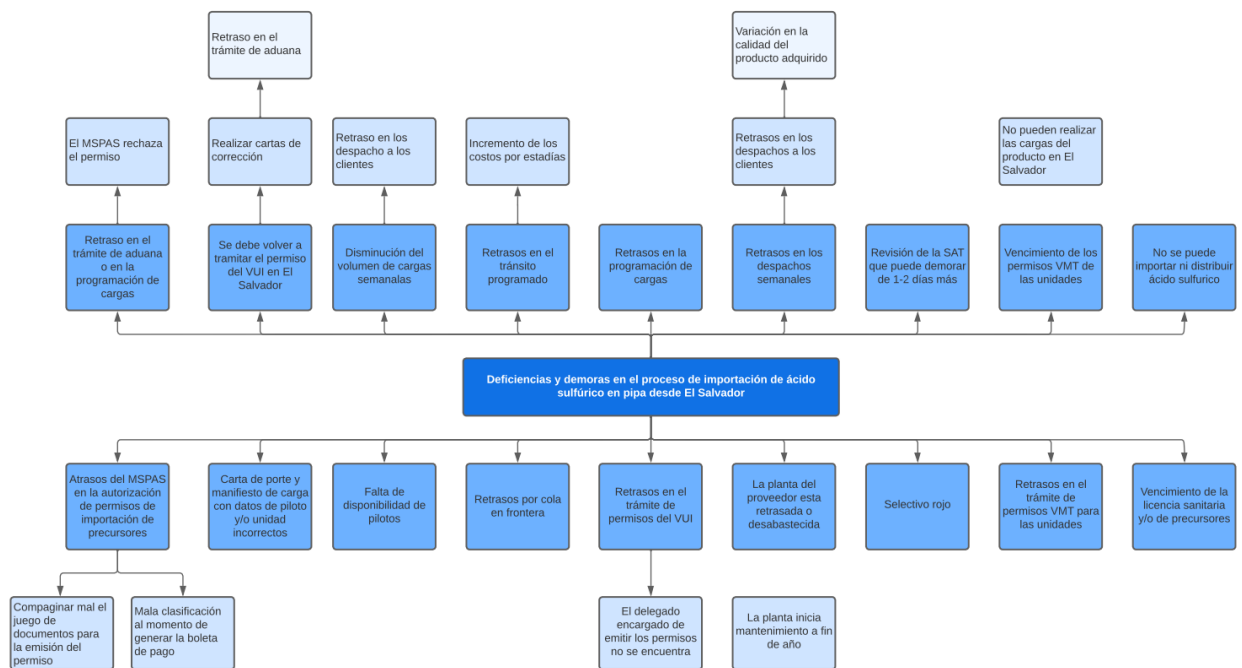 Retraso en el
trámite de aduana
Variación en la
calidad del
producto adquirido
El MSPAS rechaza
el permiso
Realizar cartas de
corrección
Retraso en los
despacho a los
clientes
Incremento de los
costos por estadías
Retrasos en los
despachos a los
clientes
No pueden realizar
las cargas del
producto en El
Salvador
Retraso en el
trámite de aduana
o en la
programación de
cargas
Se debe volver a
tramitar el permiso
del VUI en El
Salvador
Disminución del
volumen de cargas
semanalas
Retrasos en el
tránsito
programado
Retrasos en la
programación de
cargas
Retrasos en los
despachos
semanales
Revisión de la SAT
que puede demorar
de 1-2 días más
Vencimiento de los
permisos VMT de
las unidades
No se puede
importar ni distribuir
ácido sulfurico
Deficiencias y demoras en el proceso de importación de ácido
sulfúrico en pipa desde El Salvador
Atrasos del MSPAS
en la autorización
de permisos de
importación de
precursores
Carta de porte y
manifiesto de carga
con datos de piloto
y/o unidad
incorrectos
Falta de
disponibilidad de
pilotos
Retrasos por cola
en frontera
Retrasos en el
trámite de
permisos del VUI
La planta del
proveedor esta
retrasada o
desabastecida
Selectivo rojo
Retrasos en el
trámite de
permisos VMT para
las unidades
Vencimiento de la
licencia sanitaria
y/o de precursores
Compaginar mal el
juego de
documentos para
la emisión del
permiso
Mala clasificación
al momento de
generar la boleta
de pago
El delegado
encargado de
emitir los permisos
no se encuentra
La planta inicia
mantenimiento a fin
de año